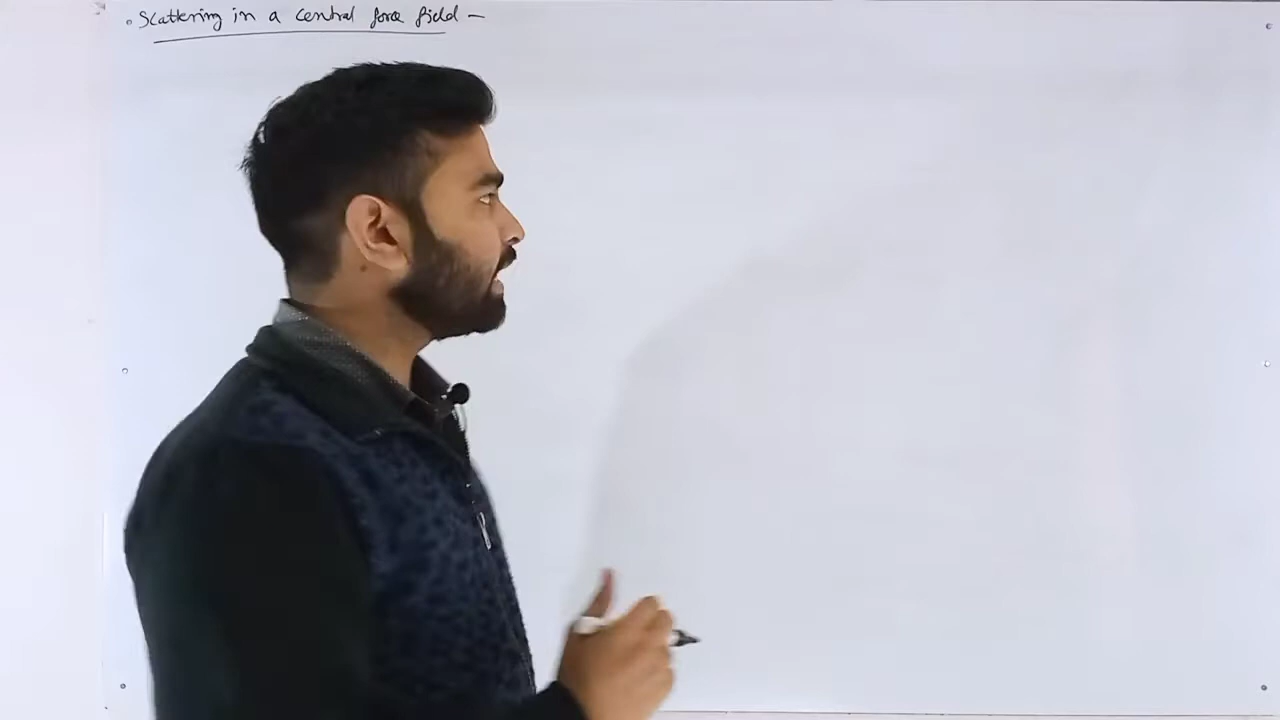 • Scattering in a central force field -